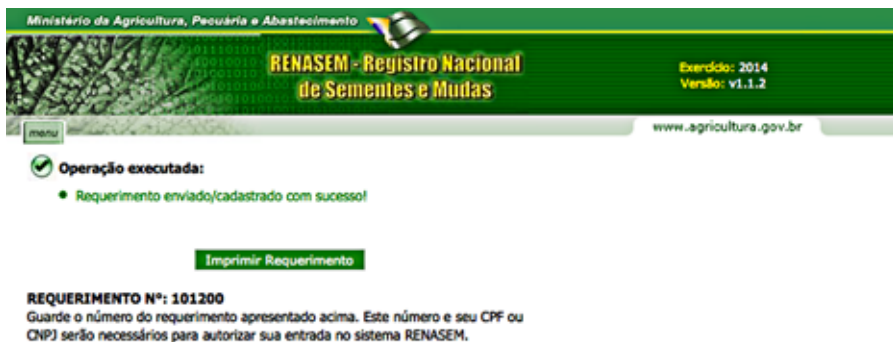 Ministério da Agricultura, Pecuária e Abastecimento
RENASEM - Registro Nacional
de Sementes e Mudas
Exercício: 2014
Versão: v1.1.2
menu
www.agricultura.gov.br
Operação executada:
• Requerimento enviado/cadastrado com sucesso!
Imprimir Requerimento
REQUERIMENTO Nº: 101200
Guarde o número do requerimento apresentado acima. Este número e seu CPF ou
CNPJ serão necessários para autorizar sua entrada no sistema RENASEM.